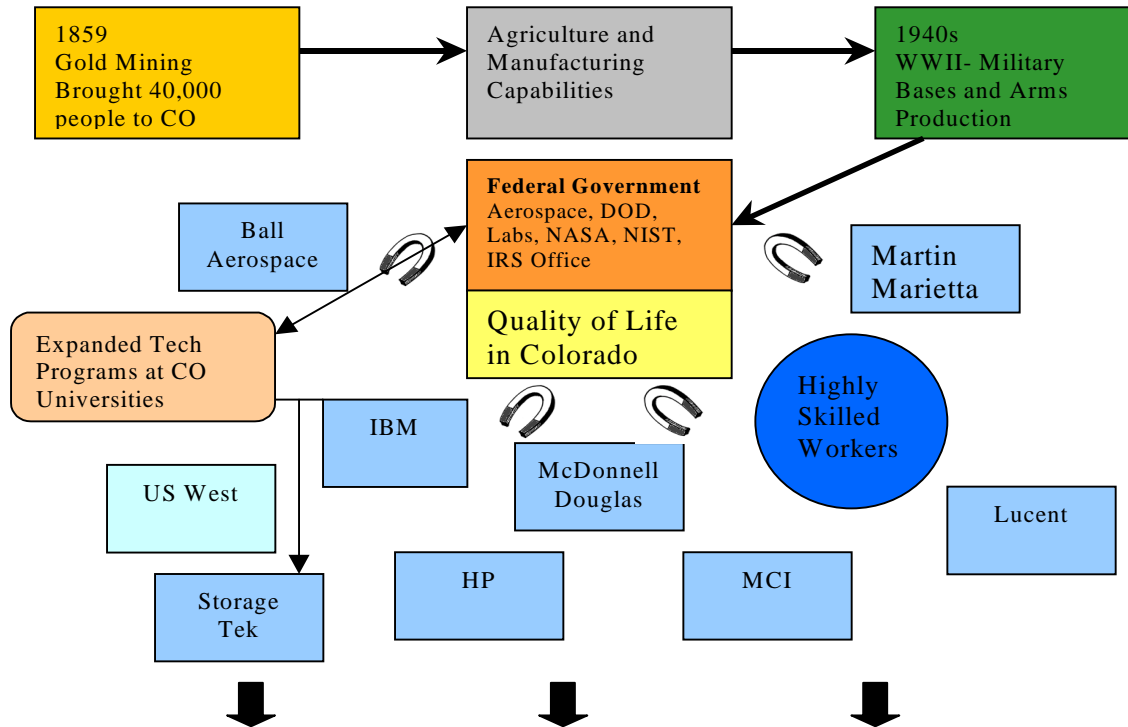 1859
Gold Mining
Brought 40,000
people to CO
Agriculture and
Manufacturing
Capabilities
1940s
WWII- Military
Bases and Arms
Production
Federal Government
Aerospace, DOD,
Labs, NASA, NIST,
IRS Office
Ball
Aerospace
Martin
Marietta
Quality of Life
in Colorado
Expanded Tech
Programs at CO
Universities
Highly
Skilled
Workers
IBM
McDonnell
Douglas
US West
Lucent
Storage
Tek
HP
MCI